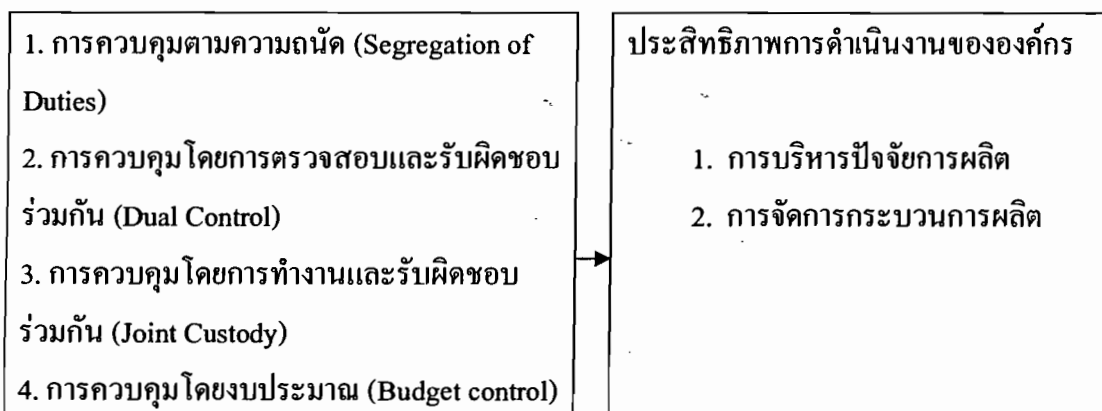 1. การควบคุมตามความถนัด (Segregation of
Duties)
2. การควบคุมโดยการตรวจสอบและรับผิดชอบ
ร่วมกัน (Dual Control)
3. การควบคุมโดยการทำงานและรับผิดชอบ
ร่วมกัน (Joint Custody)
4. การควบคุมโดยงบประมาณ (Budget control)
ประสิทธิภาพการดำเนินงานขององค์กร
1. การบริหารปัจจัยการผลิต
2. การจัดการกระบวนการผลิต